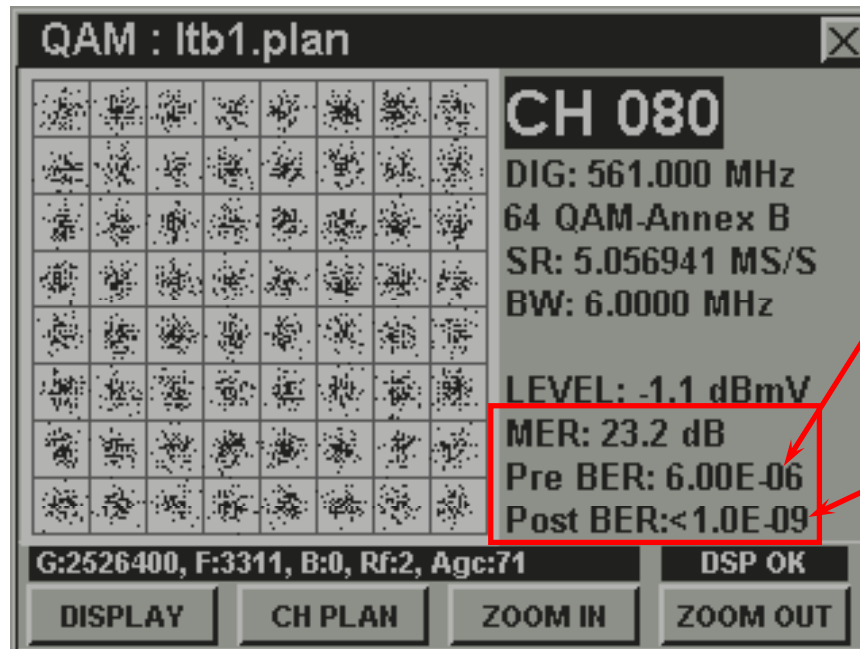 QAM : ltb1.plan
CH 080
DIG: 561.000 MHz
64 QAM-Annex B
SR: 5.056941 MS/S
BW: 6.0000 MHz
LEVEL: -1.1 dBmV
MER: 23.2 dB
Pre BER: 6.00E-06
Post BER:<1.0E-09
G:2526400, F:3311, B:0, Rf:2, Agc:71
DSP OK
DISPLAY
CH PLAN
ZOOM IN
ZOOM OUT